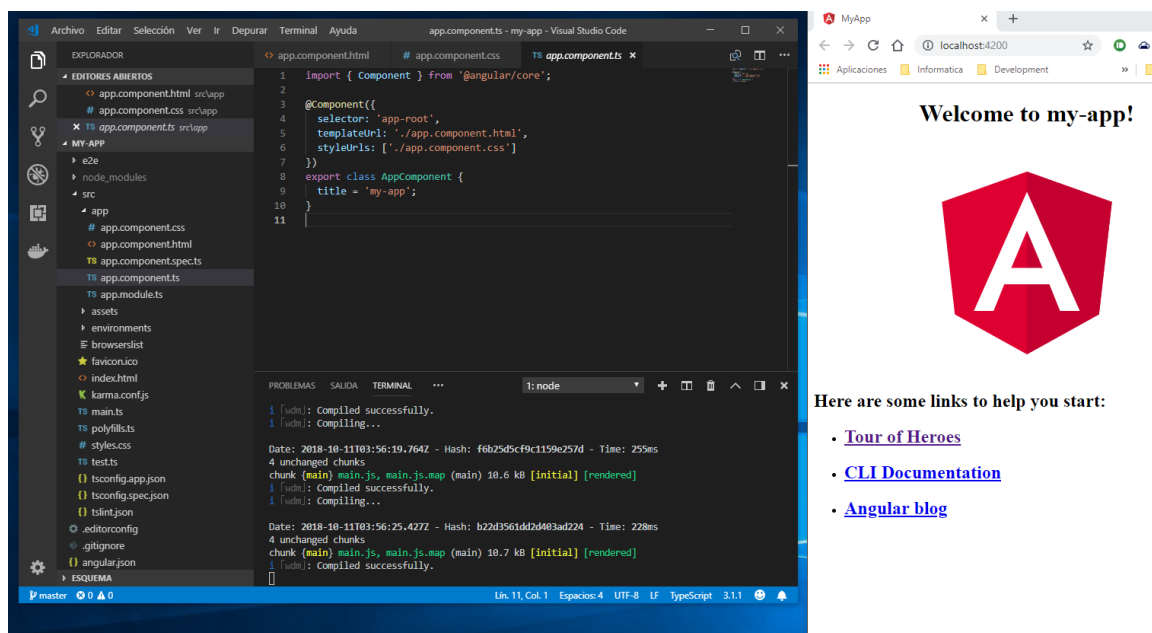 Archivo Editar Selección Ver Ir Depurar Terminal Ayuda
app.component.ts - my-app - Visual Studio Code
EXPLORADOR
EDITORES ABIERTOS
<> app.component.html src\app
# app.component.css src\app
TS app.component.ts src\app
MY-APP
e2e
node_modules
src
app
# app.component.css
<> app.component.html
TS app.component.spec.ts
TS app.component.ts
TS app.module.ts
assets
environments
browserslist
favicon.ico
<> index.html
karma.conf.js
TS main.ts
TS polyfills.ts
# styles.css
TS test.ts
{} tsconfig.app.json
{} tsconfig.spec.json
{} tslint.json
.editorconfig
.gitignore
{} angular.json
ESQUEMA
<> app.component.html # app.component.css TS app.component.ts
1 import { Component } from '@angular/core';
2
3 @Component({
4 selector: 'app-root',
5 templateUrl: './app.component.html',
6 styleUrls: ['./app.component.css']
7 })
8 export class AppComponent {
9 title = 'my-app';
10 }
11
PROBLEMAS SALIDA TERMINAL ··· 1: node
i ｢wdm｣: Compiled successfully.
i ｢wdm｣: Compiling...
Date: 2018-10-11T03:56:19.764Z - Hash: f6b25d5cf9c1159e257d - Time: 255ms
4 unchanged chunks
chunk {main} main.js, main.js.map (main) 10.6 kB [initial] [rendered]
i ｢wdm｣: Compiled successfully.
i ｢wdm｣: Compiling...
Date: 2018-10-11T03:56:25.427Z - Hash: b22d3561dd2d403ad224 - Time: 228ms
4 unchanged chunks
chunk {main} main.js, main.js.map (main) 10.7 kB [initial] [rendered]
i ｢wdm｣: Compiled successfully.
master 0 0 Lín. 11, Col. 1 Espacios: 4 UTF-8 LF TypeScript 3.1.1
MyApp
localhost:4200
Aplicaciones Informatica Development »
Welcome to my-app!
A
Here are some links to help you start:
Tour of Heroes
CLI Documentation
Angular blog